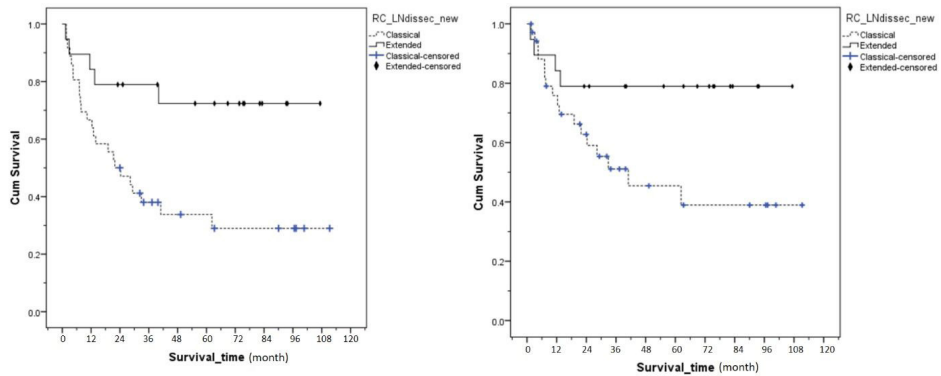 RC_LNdissec_new
Classical
Extended
Classical-censored
Extended-censored
1.0
0.8
0.6
0.4
0.2
0.0
Cum Survival
0 12 24 36 48 60 72 84 96 108 120
Survival_time (month)
RC_LNdissec_new
Classical
Extended
Classical-censored
Extended-censored
1.0
0.8
0.6
0.4
0.2
0.0
Cum Survival
0 12 24 36 48 60 72 84 96 108 120
Survival_time (month)